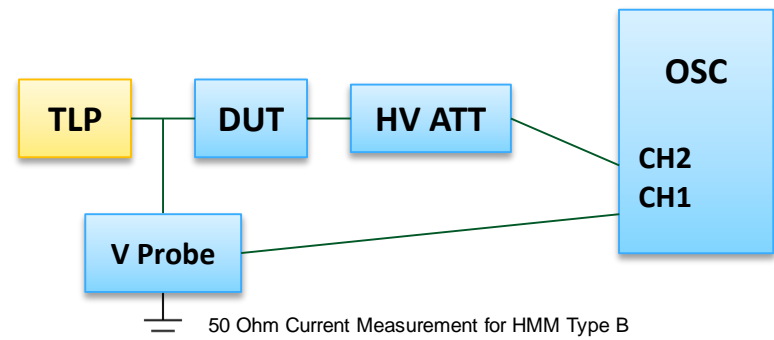 OSC
TLP
DUT
HV ATT
CH2
CH1
V Probe
50 Ohm Current Measurement for HMM Type B